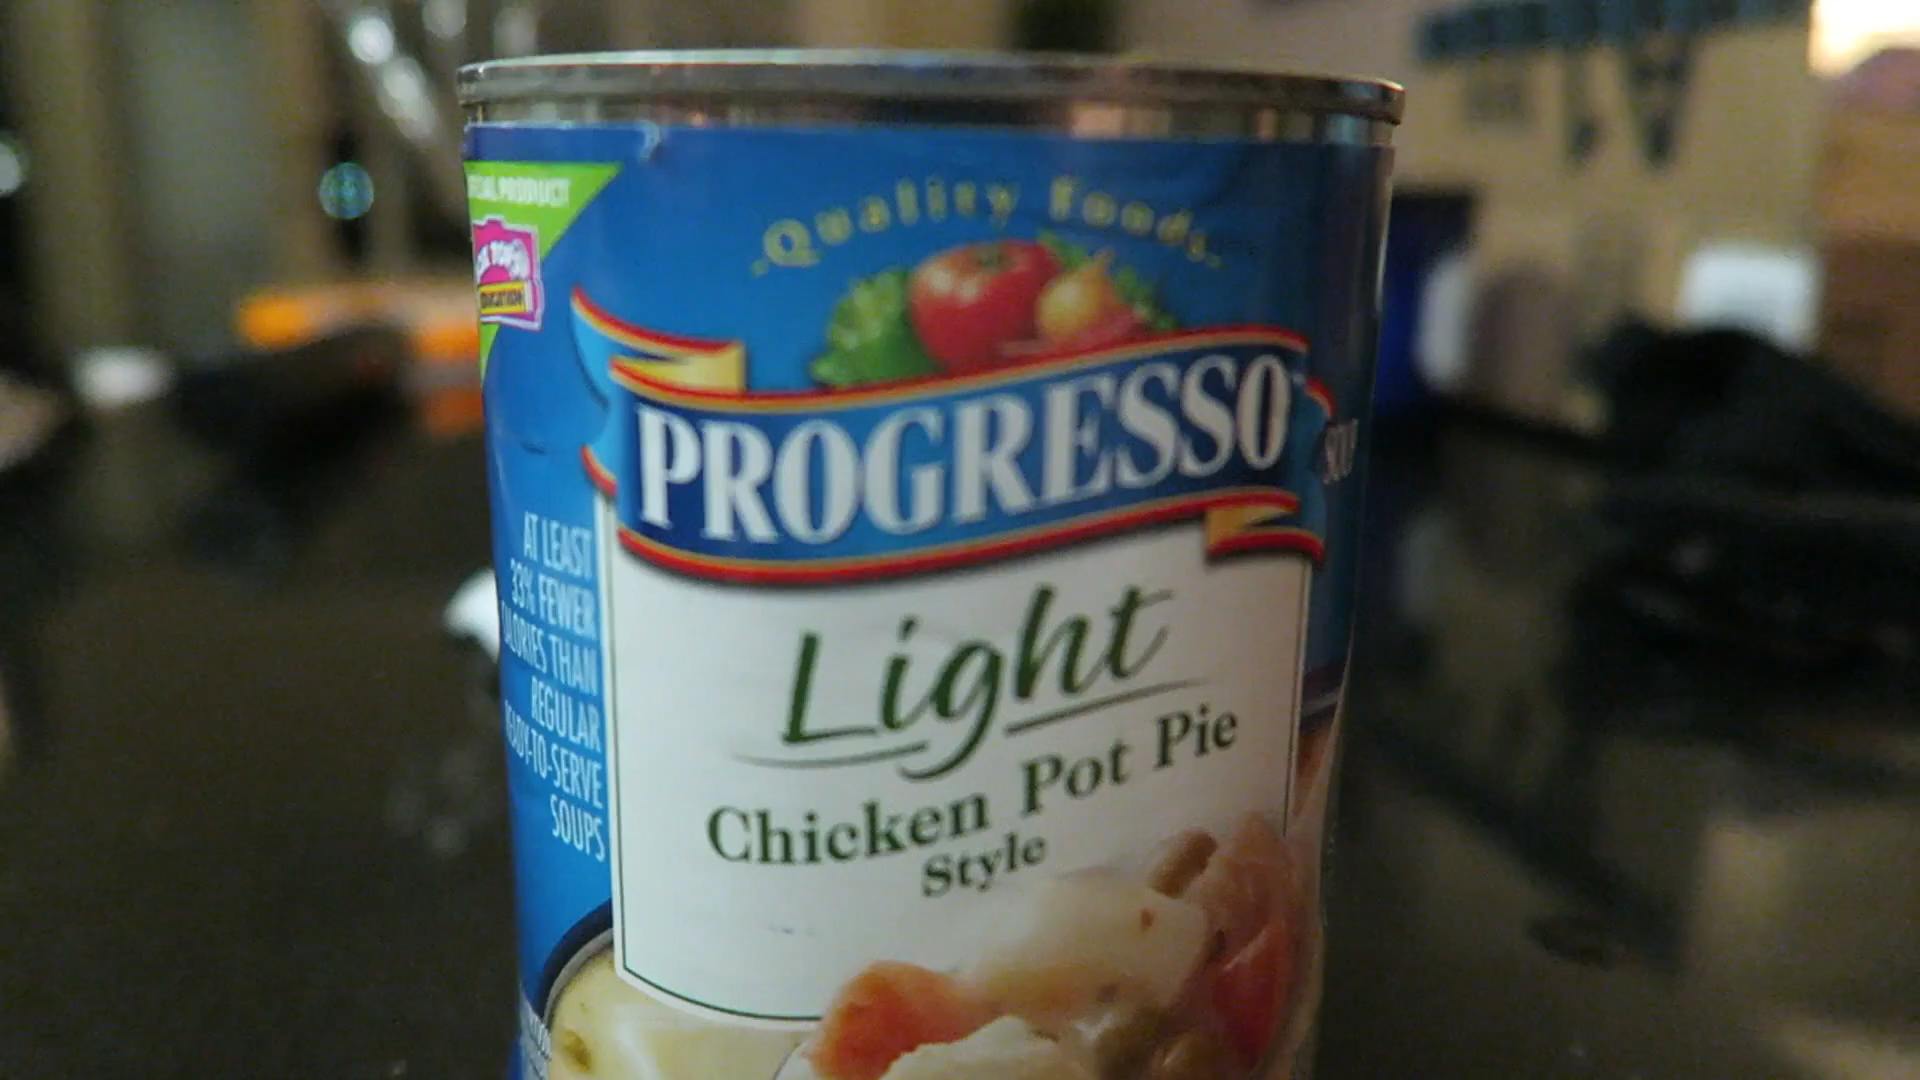 Quality Foods
PROGRESSO
SOU
Light
Chicken Pot Pie
Style
AT LEAST
33% FEWER
CALORIES THAN
REGULAR
READY-TO-SERVE
SOUPS